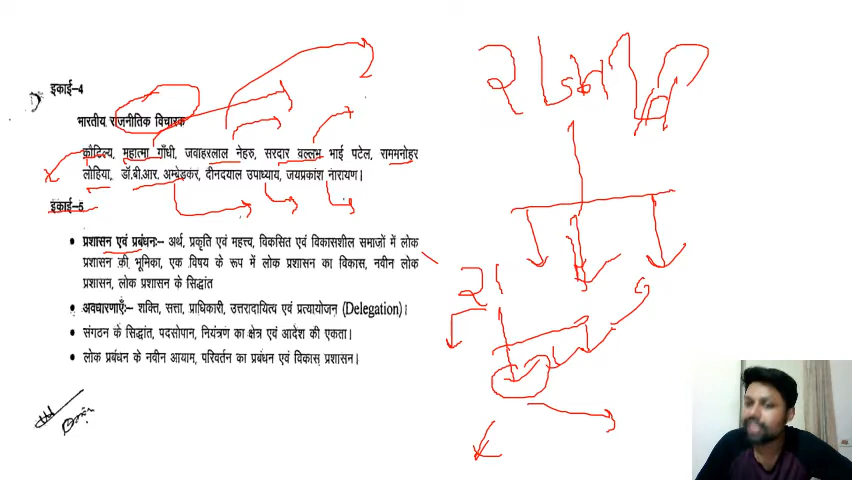 इकाई-4
भारतीय राजनीतिक विचारक
कौटिल्य, महात्मा गाँधी, जवाहरलाल नेहरु, सरदार वल्लभ भाई पटेल, राममनोहर
लोहिया, डॉ.बी.आर. अम्बेडकर, दीनदयाल उपाध्याय, जयप्रकाश नारायण।
इकाई-5
• प्रशासन एवं प्रबंधनः- अर्थ, प्रकृति एवं महत्त्व, विकसित एवं विकासशील समाजों में लोक
प्रशासन की भूमिका, एक विषय के रूप में लोक प्रशासन का विकास, नवीन लोक
प्रशासन, लोक प्रशासन के सिद्धांत
• अवधारणाएँः- शक्ति, सत्ता, प्राधिकारी, उत्तरादायित्य एवं प्रत्यायोजन (Delegation)।
• संगठन के सिद्धांत, पदसोपान, नियंत्रण का क्षेत्र एवं आदेश की एकता।
• लोक प्रबंधन के नवीन आयाम, परिवर्तन का प्रबंधन एवं विकास प्रशासन।